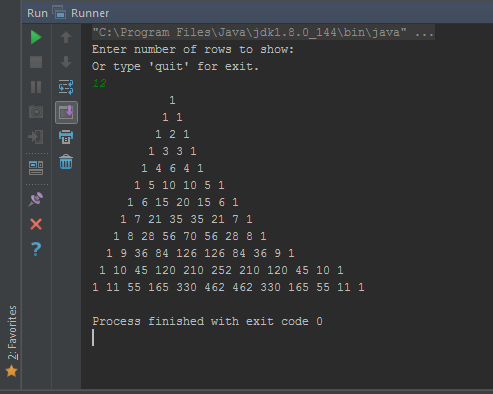 Run Runner
"C:\Program Files\Java\jdk1.8.0_144\bin\java" ...
Enter number of rows to show:
Or type 'quit' for exit.
12
1
1 1
1 2 1
1 3 3 1
1 4 6 4 1
1 5 10 10 5 1
1 6 15 20 15 6 1
1 7 21 35 35 21 7 1
1 8 28 56 70 56 28 8 1
1 9 36 84 126 126 84 36 9 1
1 10 45 120 210 252 210 120 45 10 1
1 11 55 165 330 462 462 330 165 55 11 1
Process finished with exit code 0
2: Favorites